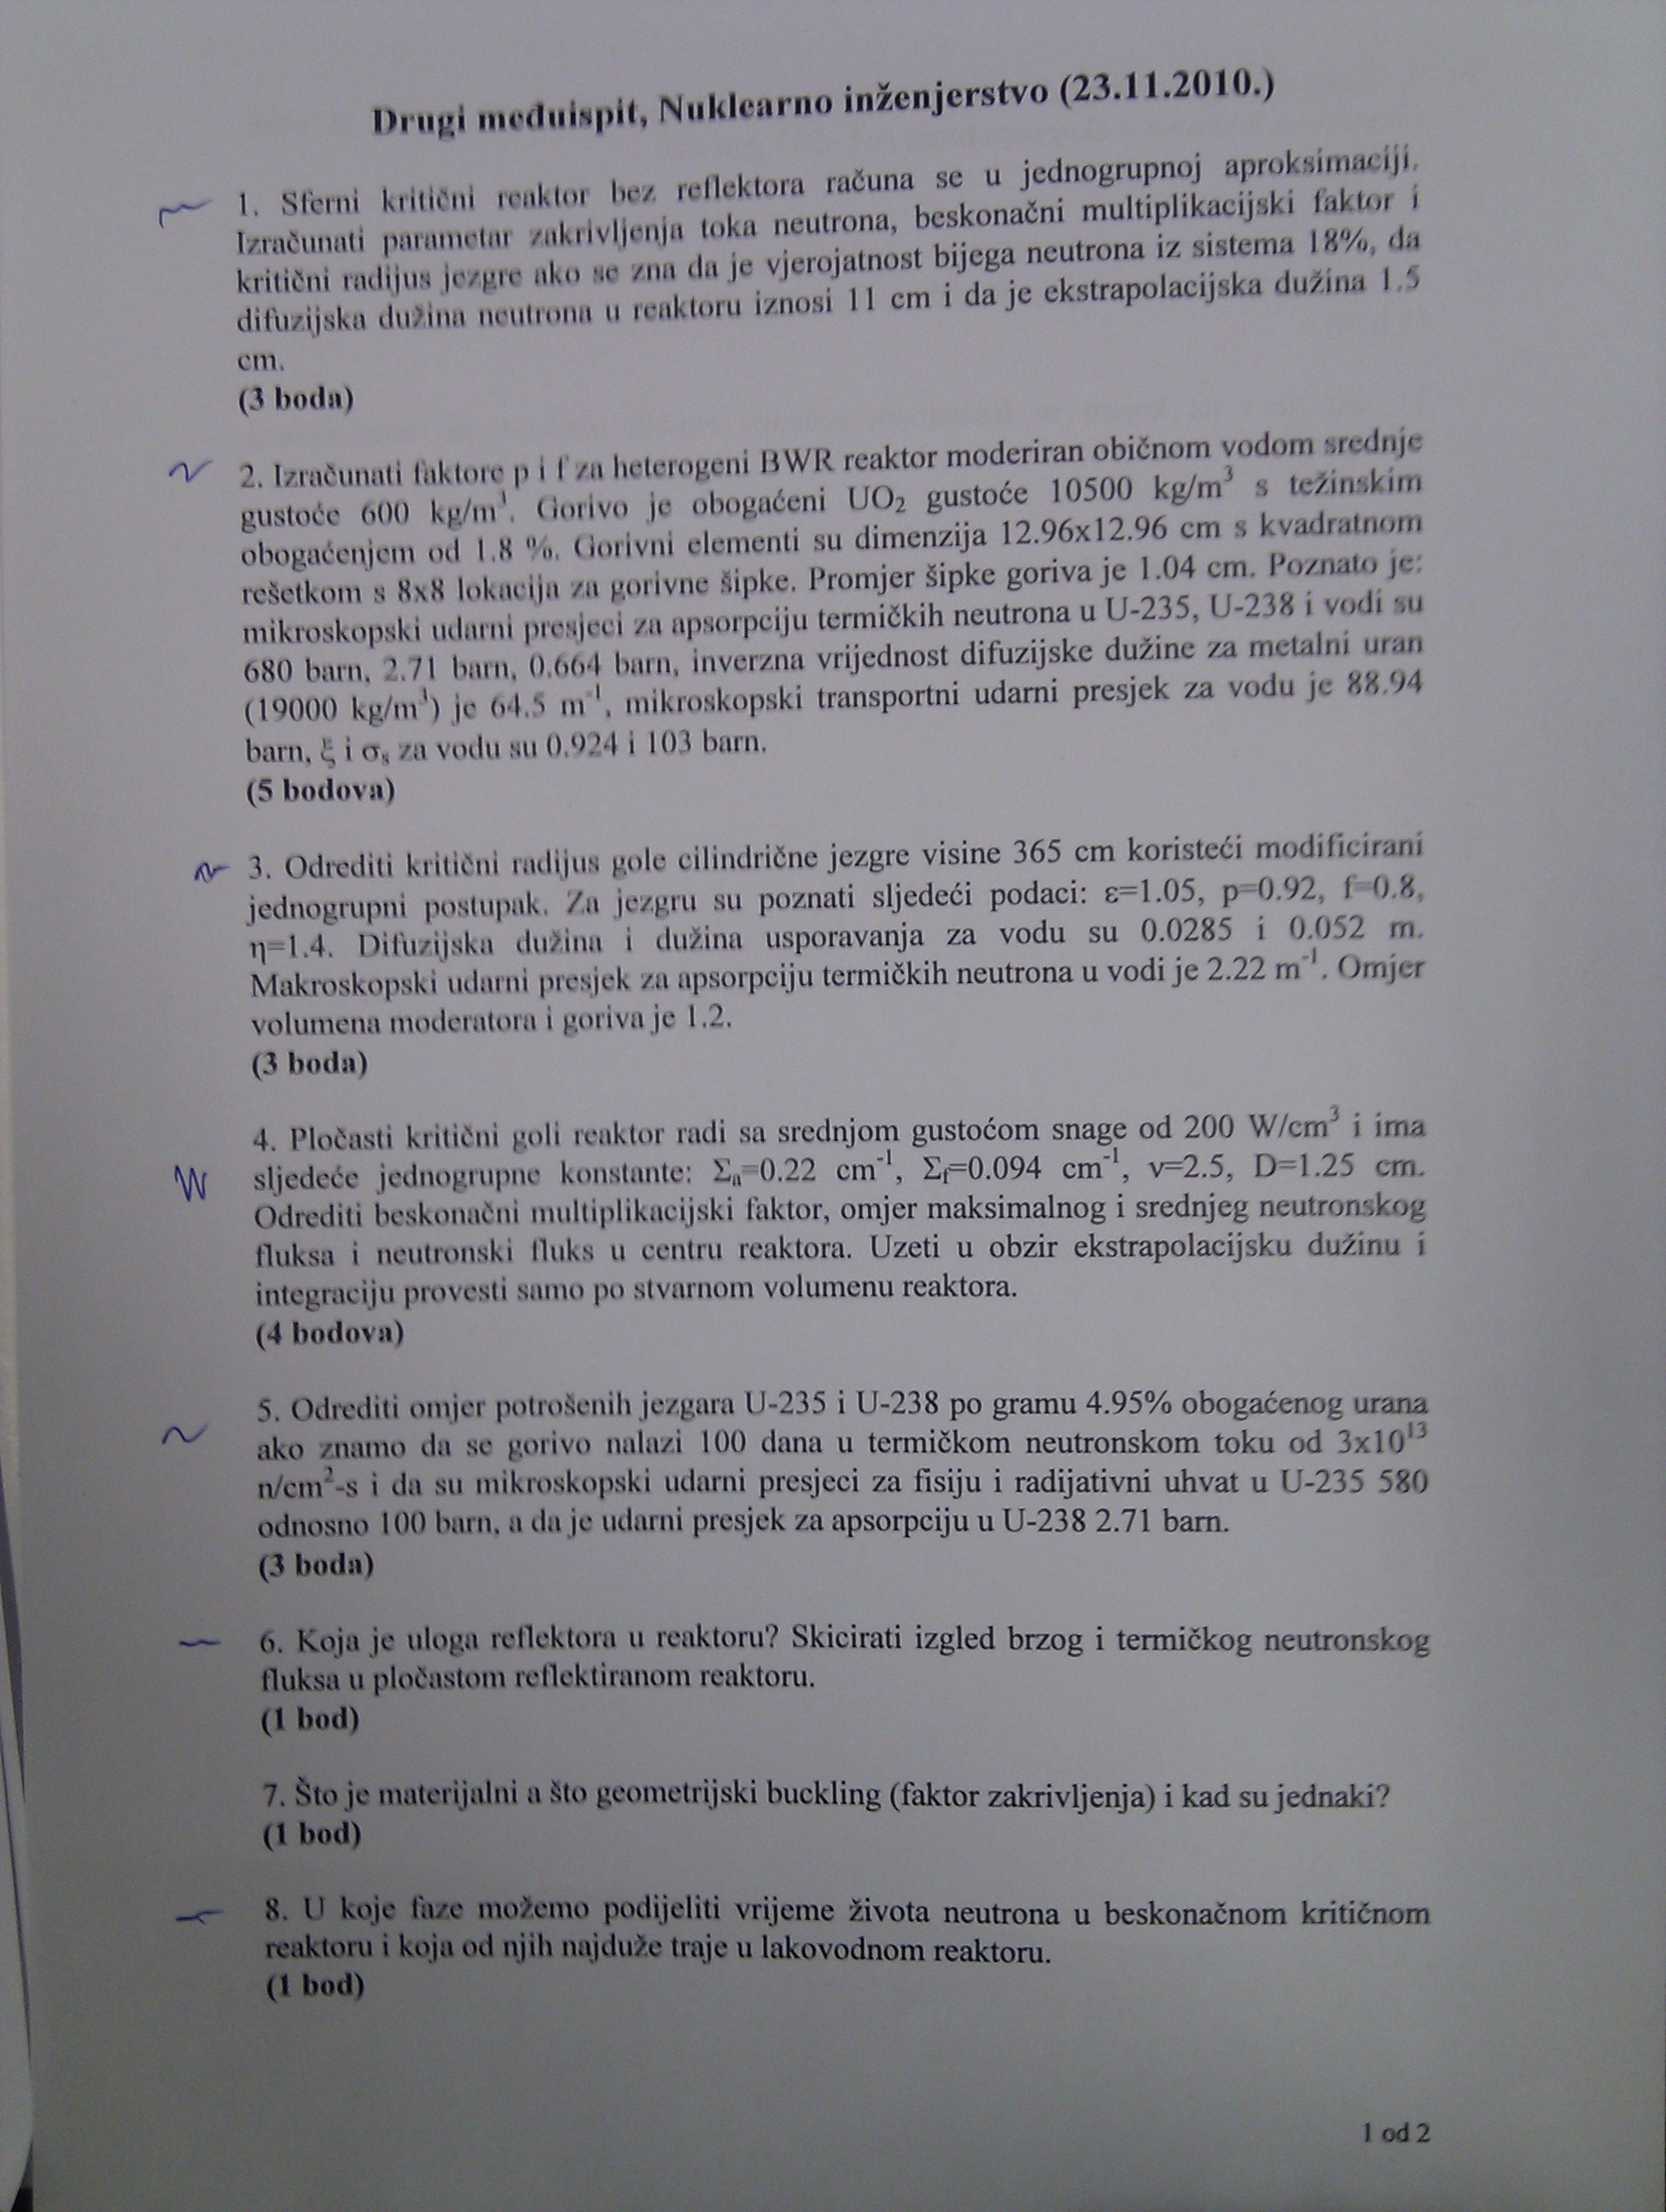 Drugi međuispit, Nuklearno inženjerstvo (23.11.2010.)
1. Sferni kritični reaktor bez reflektora računa se u jednogrupnoj aproksimaciji.
Izračunati parametar zakrivljenja toka neutrona, beskonačni multiplikacijski faktor i
kritični radijus jezgre ako se zna da je vjerojatnost bijega neutrona iz sistema 18%, da
difuzijska dužina neutrona u reaktoru iznosi 11 cm i da je ekstrapolacijska dužina 1.5
cm.
(3 boda)
2. Izračunati faktore p i f za heterogeni BWR reaktor moderiran običnom vodom srednje
gustoće 600 kg/m³. Gorivo je obogaćeni UO₂ gustoće 10500 kg/m³ s težinskim
obogaćenjem od 1.8 %. Gorivni elementi su dimenzija 12.96x12.96 cm s kvadratnom
rešetkom s 8x8 lokacija za gorivne šipke. Promjer šipke goriva je 1.04 cm. Poznato je:
mikroskopski udarni presjeci za apsorpciju termičkih neutrona u U-235, U-238 i vodi su
680 barn, 2.71 barn, 0.664 barn, inverzna vrijednost difuzijske dužine za metalni uran
(19000 kg/m³) je 64.5 m⁻¹, mikroskopski transportni udarni presjek za vodu je 88.94
barn, ξ i σₛ za vodu su 0.924 i 103 barn.
(5 bodova)
3. Odrediti kritični radijus gole cilindrične jezgre visine 365 cm koristeći modificirani
jednogrupni postupak. Za jezgru su poznati sljedeći podaci: ε=1.05, p=0.92, f=0.8,
η=1.4. Difuzijska dužina i dužina usporavanja za vodu su 0.0285 i 0.052 m.
Makroskopski udarni presjek za apsorpciju termičkih neutrona u vodi je 2.22 m⁻¹. Omjer
volumena moderatora i goriva je 1.2.
(3 boda)
4. Pločasti kritični goli reaktor radi sa srednjom gustoćom snage od 200 W/cm³ i ima
sljedeće jednogrupne konstante: Σₐ=0.22 cm⁻¹, Σf=0.094 cm⁻¹, ν=2.5, D=1.25 cm.
Odrediti beskonačni multiplikacijski faktor, omjer maksimalnog i srednjeg neutronskog
fluksa i neutronski fluks u centru reaktora. Uzeti u obzir ekstrapolacijsku dužinu i
integraciju provesti samo po stvarnom volumenu reaktora.
(4 bodova)
5. Odrediti omjer potrošenih jezgara U-235 i U-238 po gramu 4.95% obogaćenog urana
ako znamo da se gorivo nalazi 100 dana u termičkom neutronskom toku od 3x10¹³
n/cm²-s i da su mikroskopski udarni presjeci za fisiju i radijativni uhvat u U-235 580
odnosno 100 barn, a da je udarni presjek za apsorpciju u U-238 2.71 barn.
(3 boda)
6. Koja je uloga reflektora u reaktoru? Skicirati izgled brzog i termičkog neutronskog
fluksa u pločastom reflektiranom reaktoru.
(1 bod)
7. Što je materijalni a što geometrijski buckling (faktor zakrivljenja) i kad su jednaki?
(1 bod)
8. U koje faze možemo podijeliti vrijeme života neutrona u beskonačnom kritičnom
reaktoru i koja od njih najduže traje u lakovodnom reaktoru.
(1 bod)
1 od 2